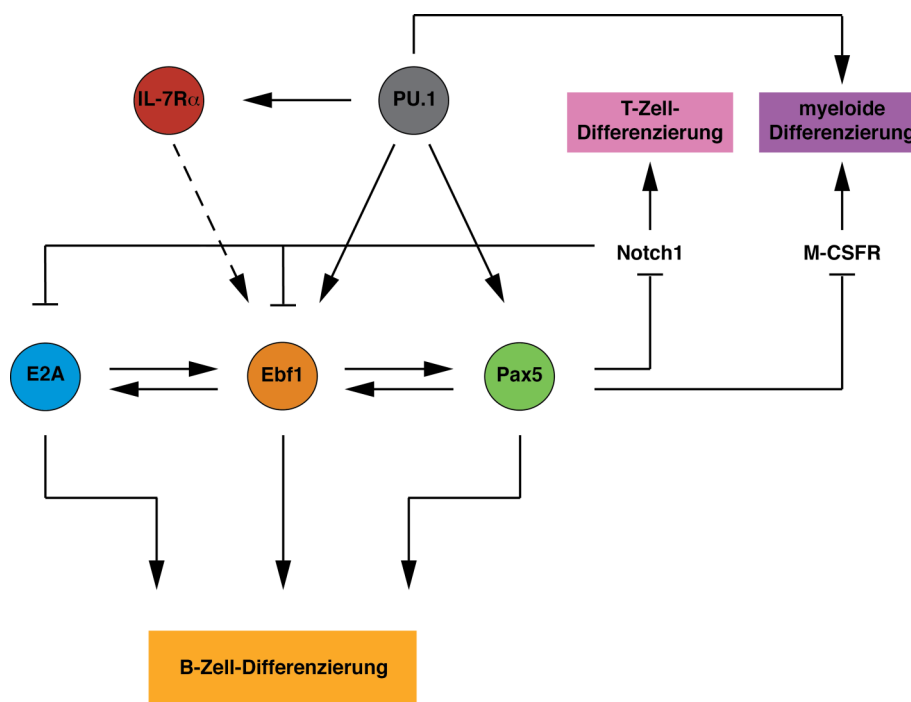 IL-7Rα
PU.1
T-Zell-
Differenzierung
myeloide
Differenzierung
Notch1
M-CSFR
E2A
Ebf1
Pax5
B-Zell-Differenzierung